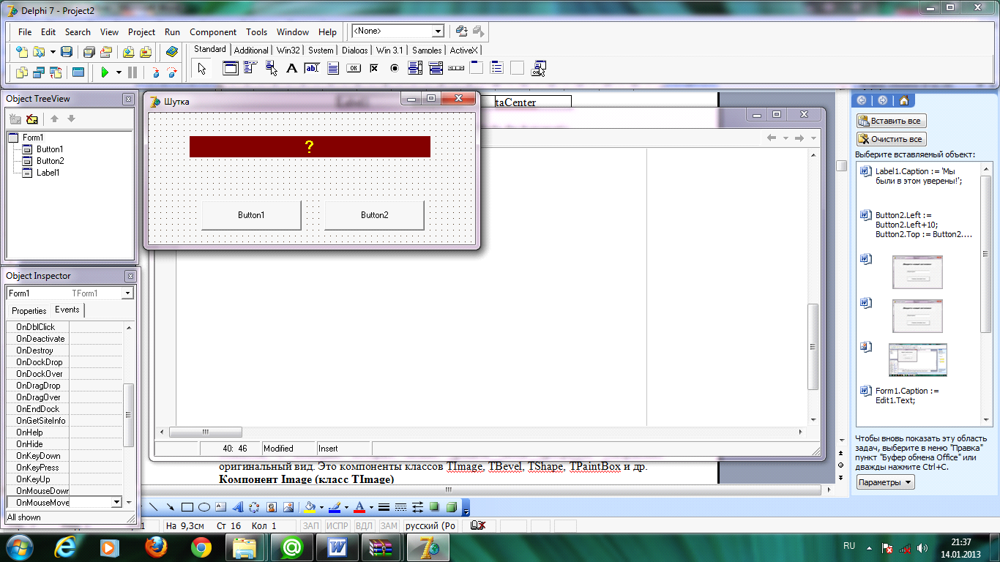 Delphi 7 - Project2
File Edit Search View Project Run Component Tools Window Help
<None>
Standard Additional Win32 System Dialogs Win 3.1 Samples ActiveX
Object TreeView
Form1
Button1
Button2
Label1
Шутка
?
Button1
Button2
taCenter
Object Inspector
Form1 TForm1
Properties Events
OnDblClick
OnDeactivate
OnDestroy
OnDockDrop
OnDockOver
OnDragDrop
OnDragOver
OnEndDock
OnGetSiteInfo
OnHelp
OnHide
OnKeyDown
OnKeyPress
OnKeyUp
OnMouseDown
OnMouseMove
All shown
40: 46 Modified Insert
оригинальный вид. Это компоненты классов TImage, TBevel, TShape, TPaintBox и др.
Компонент Image (класс TImage)
Вставить все
Очистить все
Выберите вставляемый объект:
Label1.Caption := 'Мы
были в этом уверены!';
Button2.Left :=
Button2.Left+10;
Button2.Top := Button2....
Form1.Caption :=
Edit1.Text;
Чтобы вновь показать эту область
задач, выберите в меню "Правка"
пункт "Буфер обмена Office" или
дважды нажмите Ctrl+C.
Параметры
1 На 9,3см Ст 16 Кол 1 ЗАП ИСПР ВДЛ ЗАМ русский (Ро
RU
21:37
14.01.2013